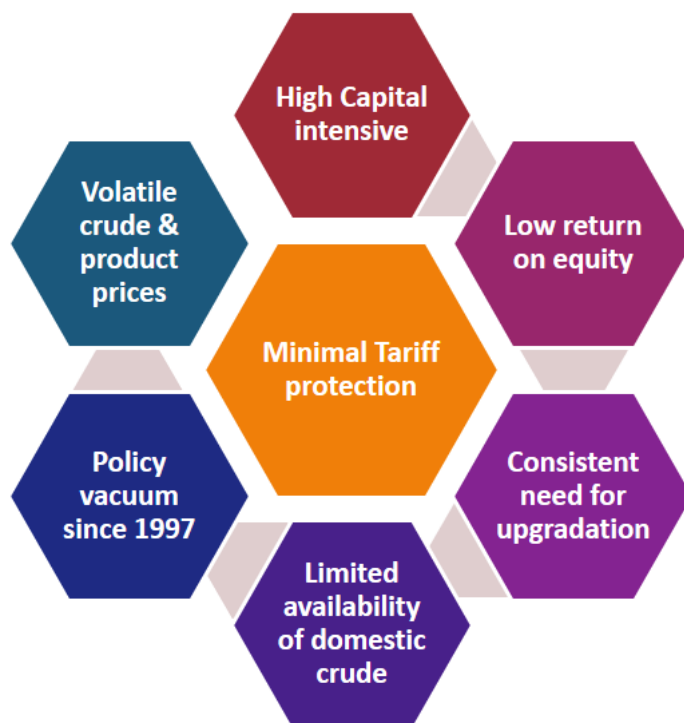 High Capital
intensive
Low return
on equity
Consistent
need for
upgradation
Limited
availability
of domestic
crude
Policy
vacuum
since 1997
Volatile
crude &
product
prices
Minimal Tariff
protection